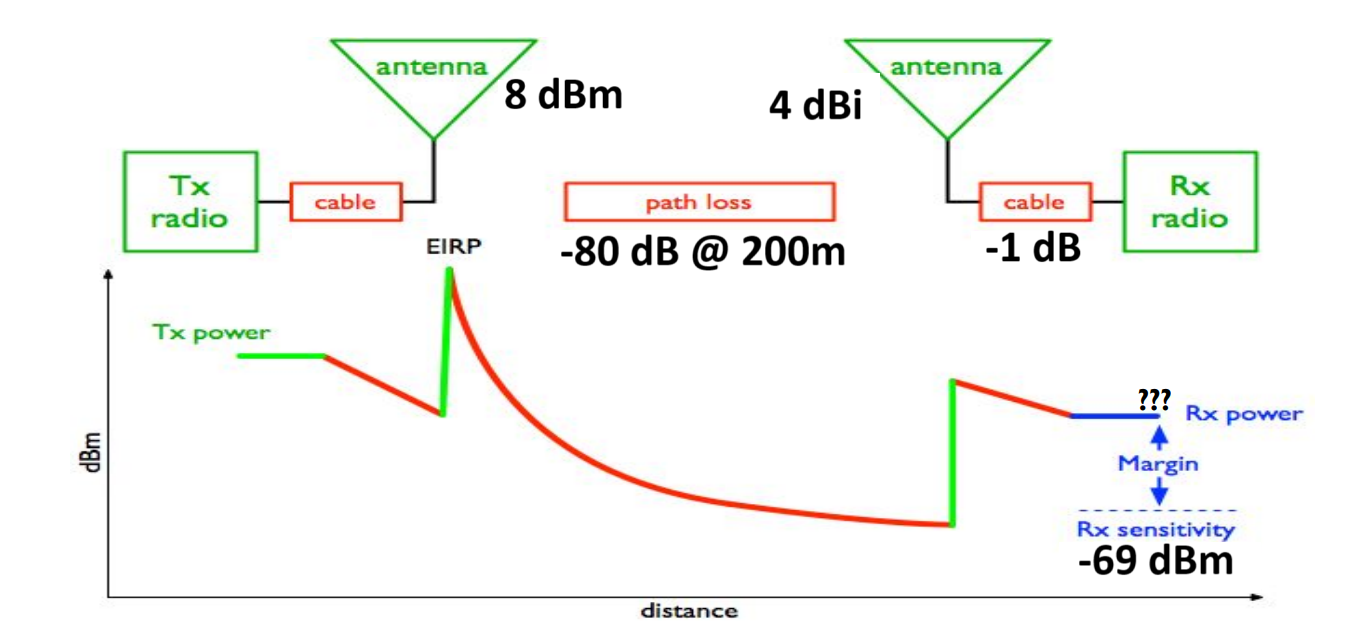 antenna
8 dBm
4 dBi
antenna
Tx
radio
cable
path loss
cable
Rx
radio
EIRP
-80 dB @ 200m
-1 dB
Tx power
???
Rx power
Margin
Rx sensitivity
-69 dBm
dBm
distance